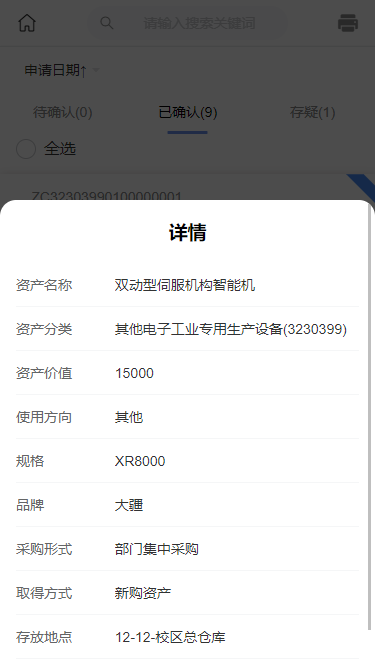 请输入搜索关键词
申请日期↑
待确认(0) 已确认(9) 存疑(1)
全选
ZC32303990100000001
详情
资产名称 双动型伺服机构智能机
资产分类 其他电子工业专用生产设备(3230399)
资产价值 15000
使用方向 其他
规格 XR8000
品牌 大疆
采购形式 部门集中采购
取得方式 新购资产
存放地点 12-12-校区总仓库